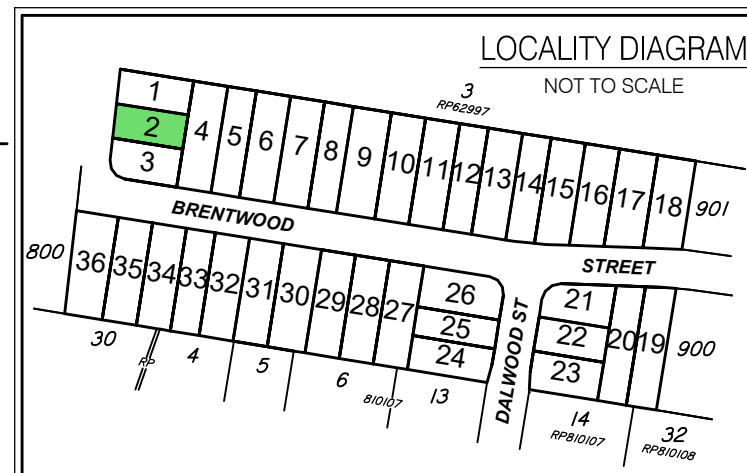 LOCALITY DIAGRAM
NOT TO SCALE
3
RP62997
1
2
3
4 5 6 7 8 9 10 11 12 13 14 15 16 17 18 901
BRENTWOOD
STREET
800 36 35 34 33 32 31 30 29 28 27
26
25
24
DALWOOD ST
21
22
23
20 19 900
30
RP
4
5
6
810107
13
14
RP810107
32
RP810108